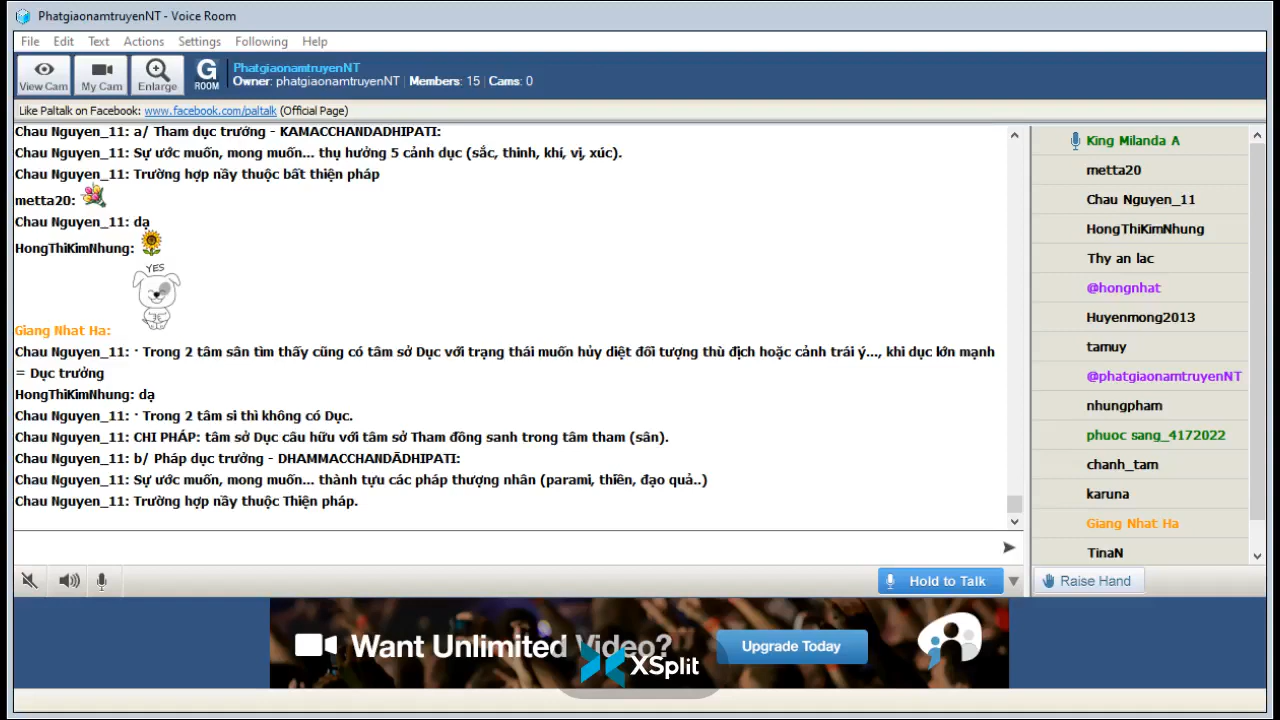 PhatgiaonamtruyenNT - Voice Room
File Edit Text Actions Settings Following Help
View Cam My Cam Enlarge G ROOM
PhatgiaonamtruyenNT
Owner: phatgiaonamtruyenNT | Members: 15 | Cams: 0
Like Paltalk on Facebook: www.facebook.com/paltalk (Official Page)
Chau Nguyen_11: a/ Tham dục trưởng - KAMACCHANDADHIPATI:
Chau Nguyen_11: Sự ước muốn, mong muốn... thụ hưởng 5 cảnh dục (sắc, thinh, khí, vị, xúc).
Chau Nguyen_11: Trường hợp nầy thuộc bất thiện pháp
metta20:
Chau Nguyen_11: dạ
HongThiKimNhung:
YES
Giang Nhat Ha:
Chau Nguyen_11: · Trong 2 tâm sân tìm thấy cũng có tâm sở Dục với trạng thái muốn hủy diệt đối tượng thù địch hoặc cảnh trái ý..., khi dục lớn mạnh
= Dục trưởng
HongThiKimNhung: dạ
Chau Nguyen_11: · Trong 2 tâm si thì không có Dục.
Chau Nguyen_11: CHI PHÁP: tâm sở Dục câu hữu với tâm sở Tham đồng sanh trong tâm tham (sân).
Chau Nguyen_11: b/ Pháp dục trưởng - DHAMMACCHANDĀDHIPATI:
Chau Nguyen_11: Sự ước muốn, mong muốn... thành tựu các pháp thượng nhân (parami, thiền, đạo quả..)
Chau Nguyen_11: Trường hợp nầy thuộc Thiện pháp.
King Milanda A
metta20
Chau Nguyen_11
HongThiKimNhung
Thy an lac
@hongnhat
Huyenmong2013
tamuy
@phatgiaonamtruyenNT
nhungpham
phuoc sang_4172022
chanh_tam
karuna
Giang Nhat Ha
TinaN
Hold to Talk
Raise Hand
Want Unlimited Video?
Upgrade Today
XSplit